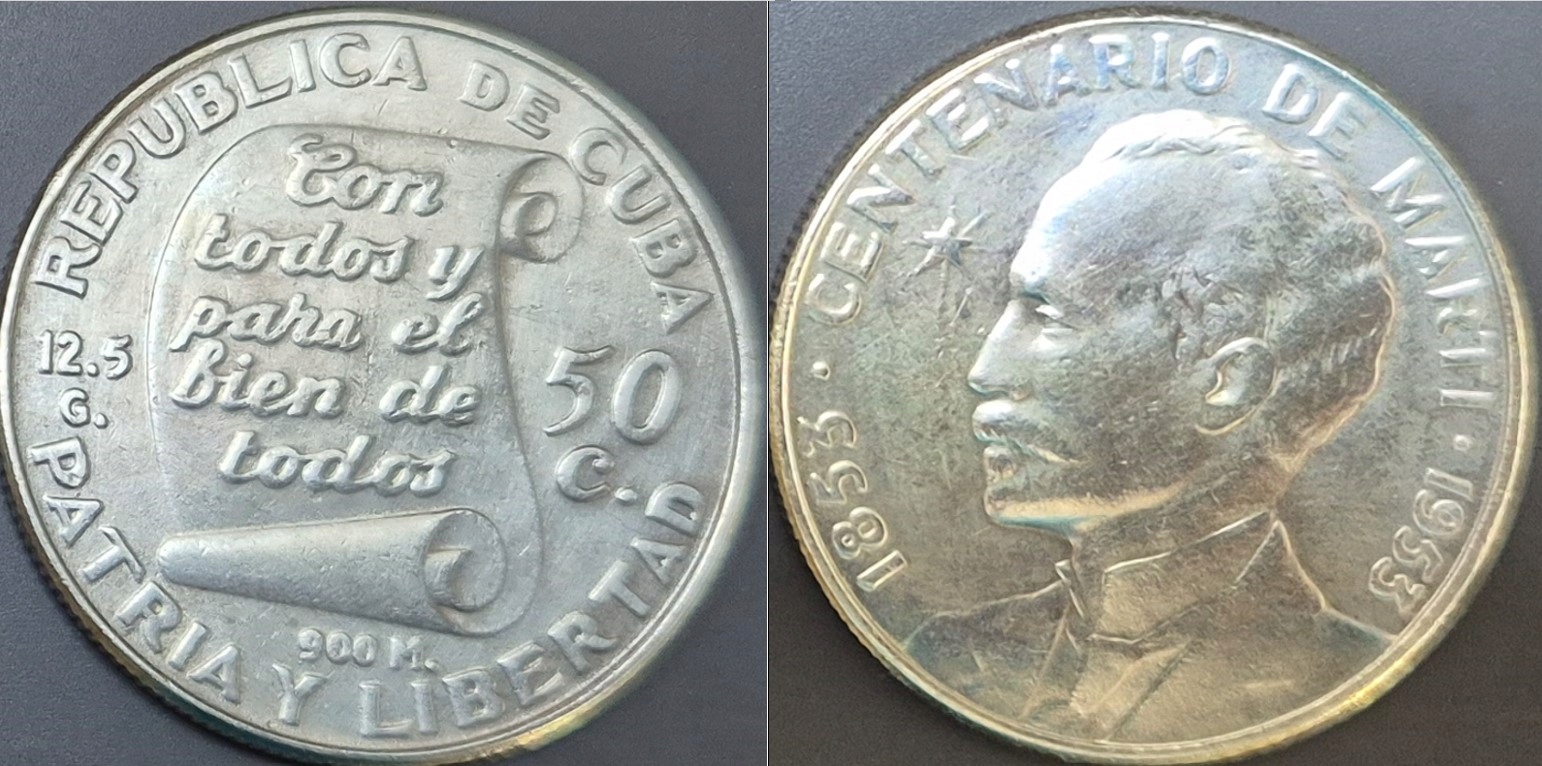 REPUBLICA DE CUBA
Con
todos y
para el
bien de
todos
12.5
G.
50
C.
900 M.
PATRIA Y LIBERTAD
1853 · CENTENARIO DE MARTI · 1953